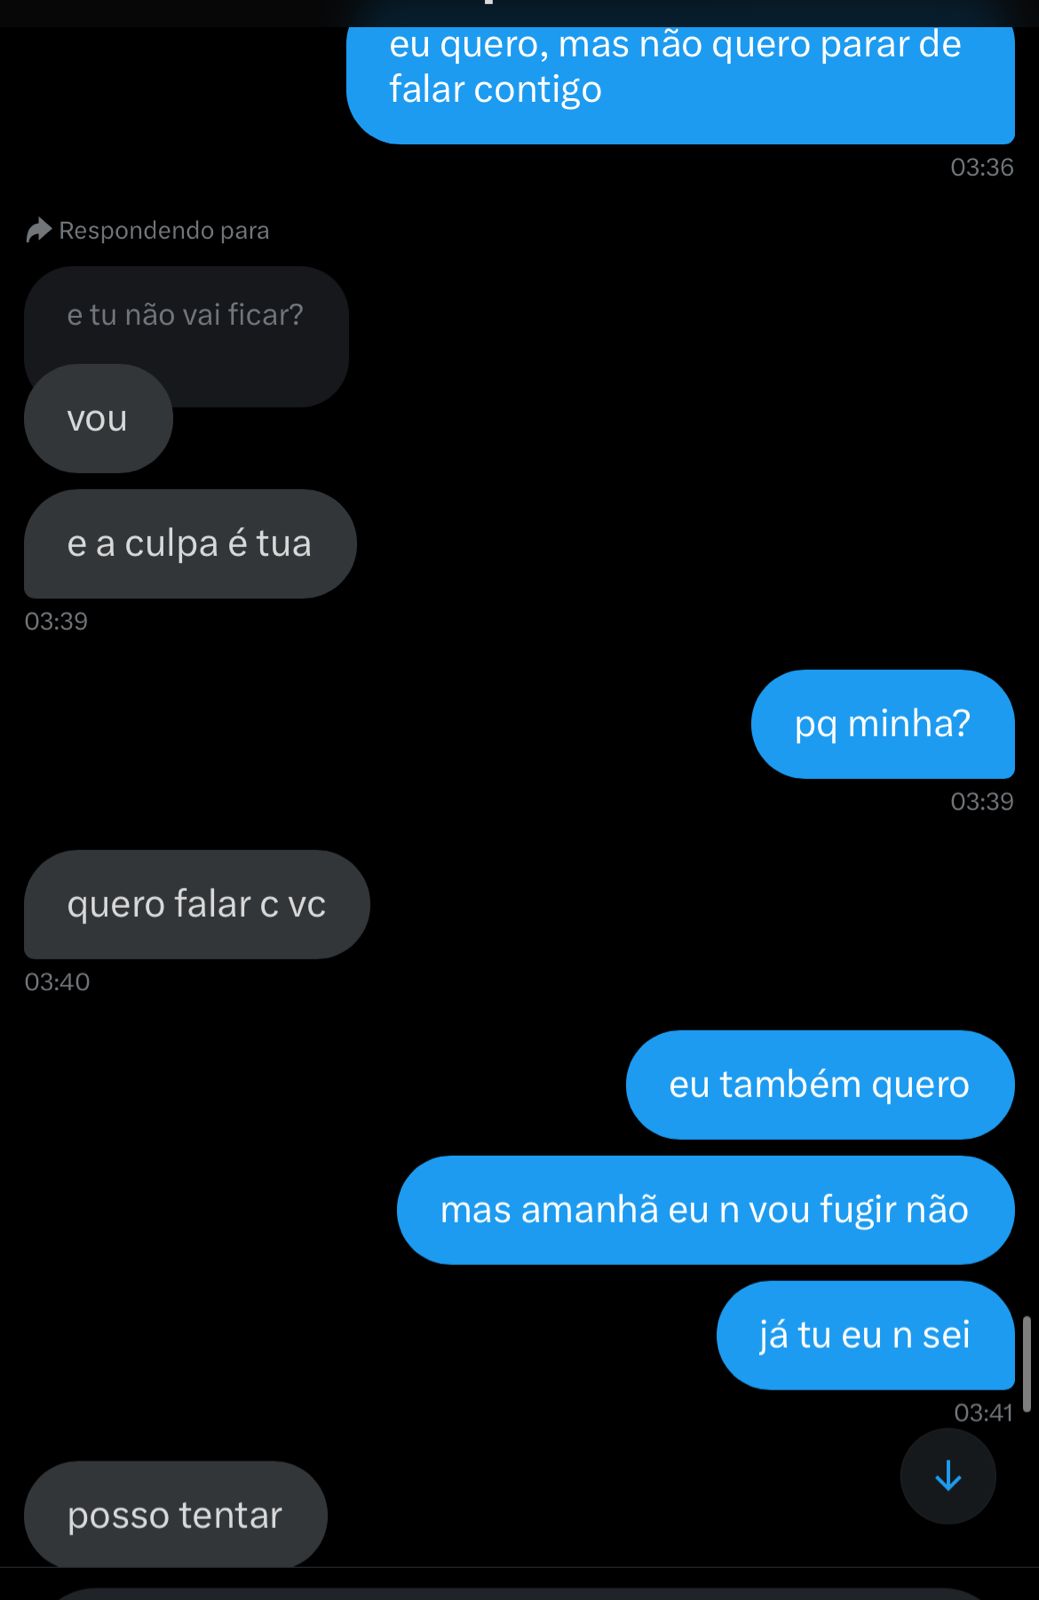 eu quero, mas não quero parar de
falar contigo
03:36
Respondendo para
e tu não vai ficar?
vou
e a culpa é tua
03:39
pq minha?
03:39
quero falar c vc
03:40
eu também quero
mas amanhã eu n vou fugir não
já tu eu n sei
03:41
posso tentar